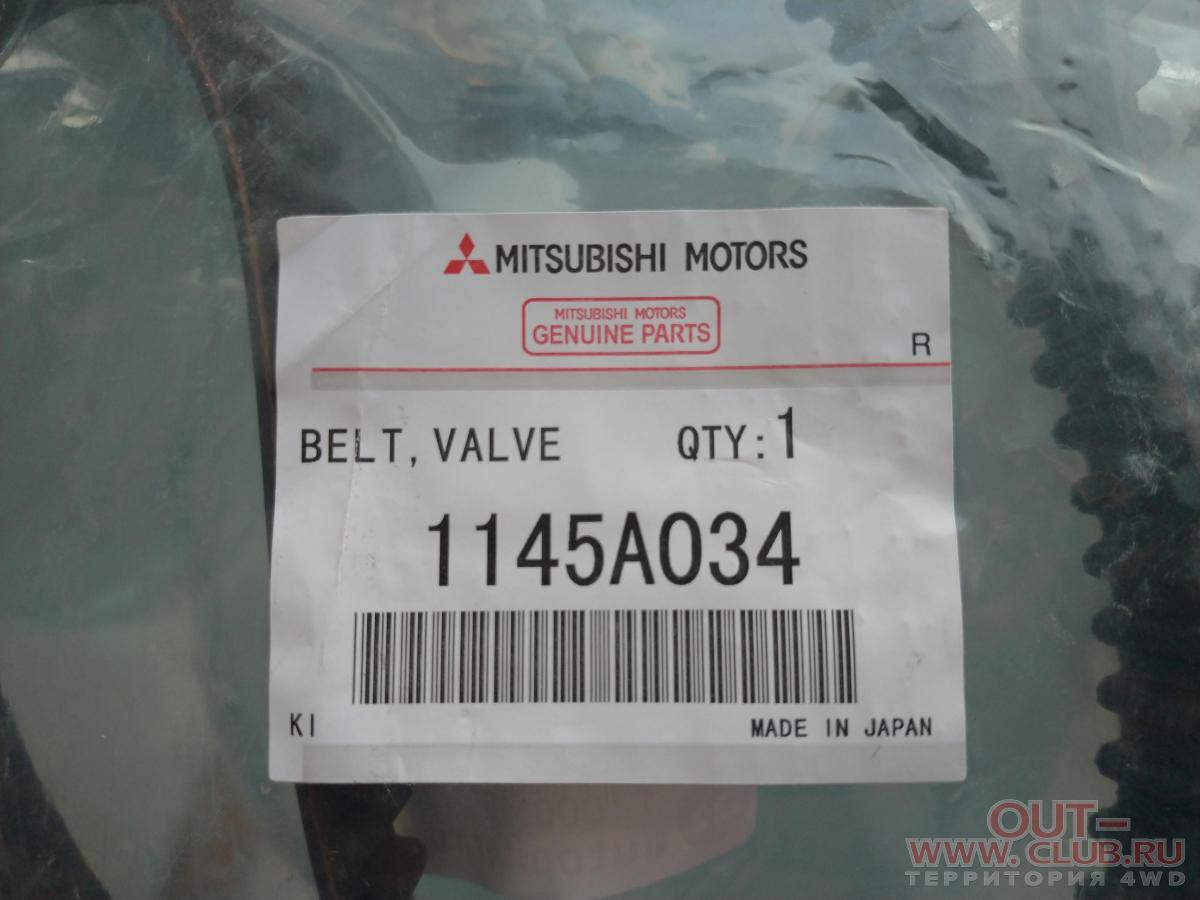 MITSUBISHI MOTORS
MITSUBISHI MOTORS
GENUINE PARTS
R
BELT, VALVE QTY: 1
1145A034
KI MADE IN JAPAN
OUT-
WWW.CLUB.RU
ТЕРРИТОРИЯ 4WD